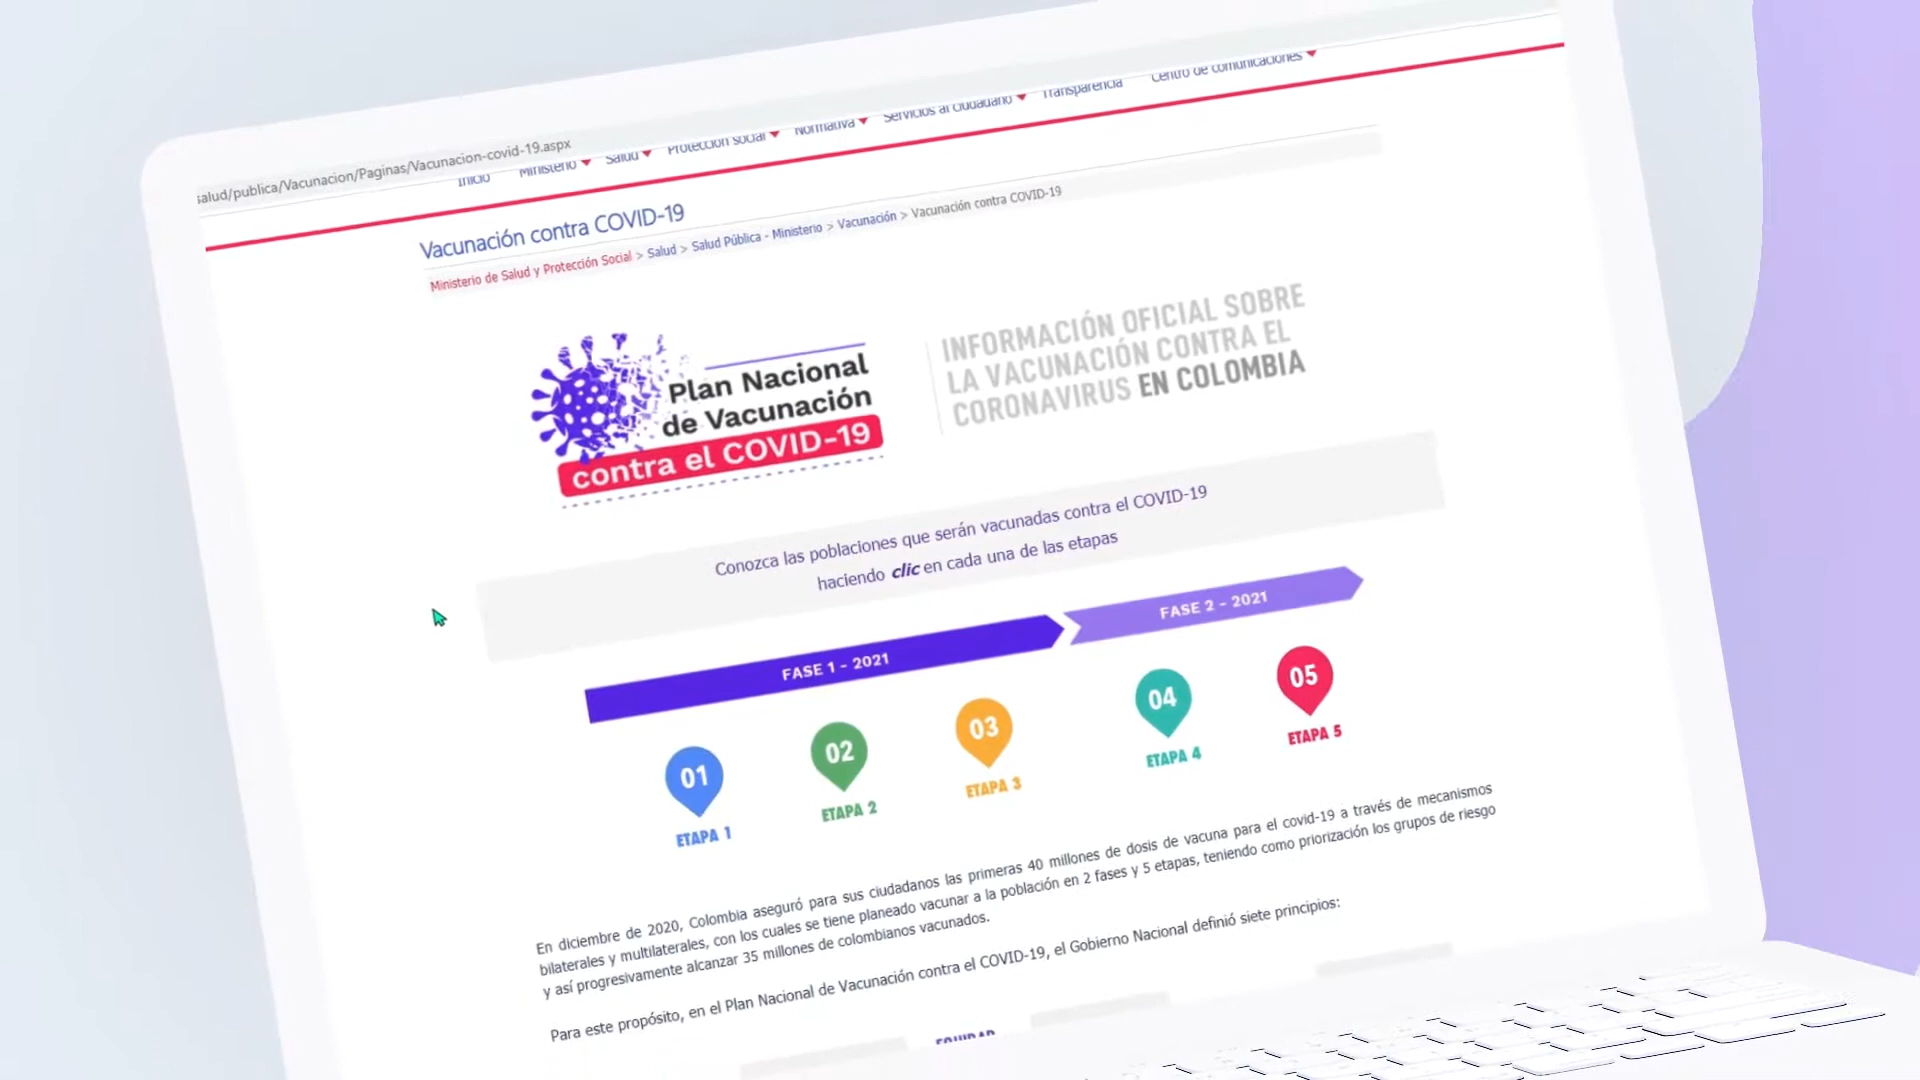 salud/publica/Vacunacion/Paginas/Vacunacion-covid-19.aspx
Inicio Ministerio Salud Protección social Normativa Servicios al ciudadano Transparencia Centro de comunicaciones
Vacunación contra COVID-19
Ministerio de Salud y Protección Social > Salud > Salud Pública - Ministerio > Vacunación > Vacunación contra COVID-19
Plan Nacional
de Vacunación
contra el COVID-19
INFORMACIÓN OFICIAL SOBRE
LA VACUNACIÓN CONTRA EL
CORONAVIRUS EN COLOMBIA
Conozca las poblaciones que serán vacunadas contra el COVID-19
haciendo clic en cada una de las etapas
FASE 1 - 2021
FASE 2 - 2021
01
02
03
04
05
ETAPA 1
ETAPA 2
ETAPA 3
ETAPA 4
ETAPA 5
En diciembre de 2020, Colombia aseguró para sus ciudadanos las primeras 40 millones de dosis de vacuna para el covid-19 a través de mecanismos
bilaterales y multilaterales, con los cuales se tiene planeado vacunar a la población en 2 fases y 5 etapas, teniendo como priorización los grupos de riesgo
y así progresivamente alcanzar 35 millones de colombianos vacunados.
Para este propósito, en el Plan Nacional de Vacunación contra el COVID-19, el Gobierno Nacional definió siete principios:
EQUIDAD